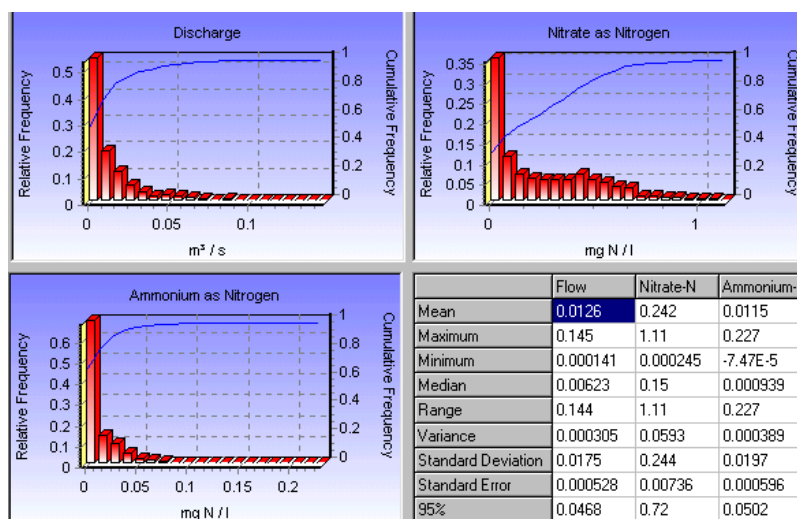 Discharge
Relative Frequency
Cumulative Frequency
0.5
0.4
0.3
0.2
0.1
0
1
0.8
0.6
0.4
0.2
0
0 0.05 0.1
m³ / s
Nitrate as Nitrogen
Relative Frequency
Cumulative Frequency
0.35
0.3
0.25
0.2
0.15
0.1
0.05
0
1
0.8
0.6
0.4
0.2
0
0 1
mg N / l
Ammonium as Nitrogen
Relative Frequency
Cumulative Frequency
0.6
0.5
0.4
0.3
0.2
0.1
0
1
0.8
0.6
0.4
0.2
0
0 0.05 0.1 0.15 0.2
mg N / l
Flow Nitrate-N Ammonium-
Mean 0.0126 0.242 0.0115
Maximum 0.145 1.11 0.227
Minimum 0.000141 0.000245 -7.47E-5
Median 0.00623 0.15 0.000939
Range 0.144 1.11 0.227
Variance 0.000305 0.0593 0.000389
Standard Deviation 0.0175 0.244 0.0197
Standard Error 0.000528 0.00736 0.000596
95% 0.0468 0.72 0.0502